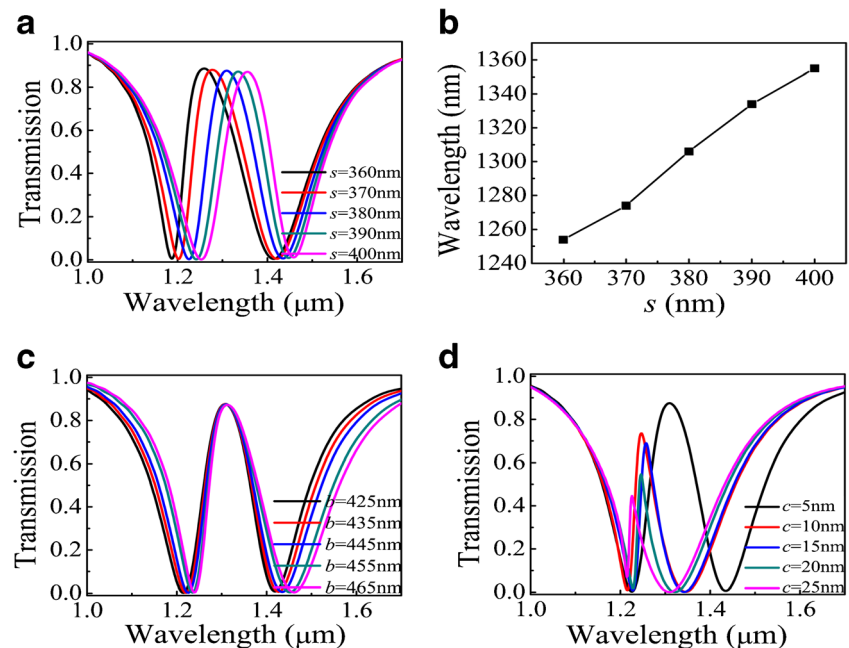 a
1.0
0.8
0.6
0.4
0.2
0.0
Transmission
s=360nm
s=370nm
s=380nm
s=390nm
s=400nm
1.0 1.2 1.4 1.6
Wavelength (μm)
b
1360
1340
1320
1300
1280
1260
1240
Wavelength (nm)
360 370 380 390 400
s (nm)
c
1.0
0.8
0.6
0.4
0.2
0.0
Transmission
b=425nm
b=435nm
b=445nm
b=455nm
b=465nm
1.0 1.2 1.4 1.6
Wavelength (μm)
d
1.0
0.8
0.6
0.4
0.2
0.0
Transmission
c=5nm
c=10nm
c=15nm
c=20nm
c=25nm
1.0 1.2 1.4 1.6
Wavelength (μm)